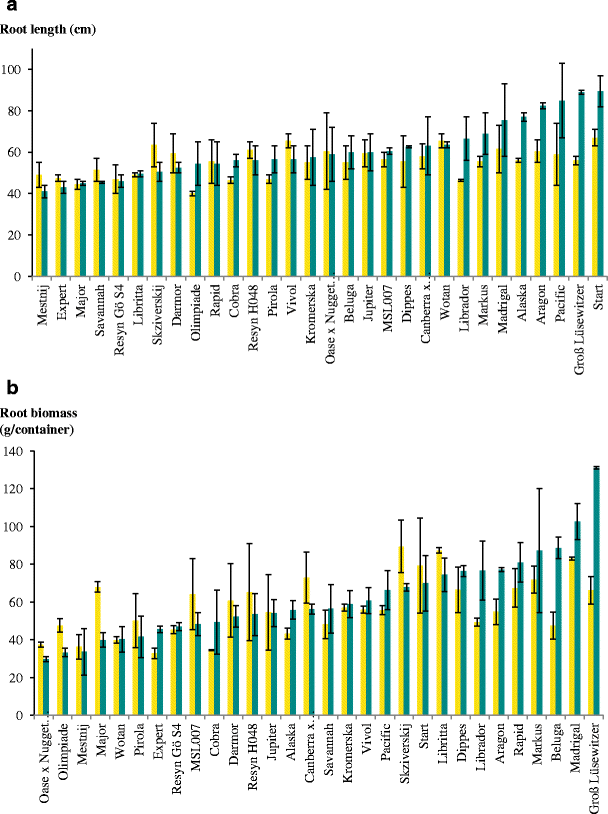 a
Root length (cm)
100
80
60
40
20
0
Mestnij
Expert
Major
Savannah
Resyn Gö S4
Libritta
Skziverskij
Darmor
Olimpiade
Rapid
Cobra
Resyn H048
Pirola
Vivol
Kromerska
Oase x Nugget…
Beluga
Jupiter
MSL007
Dippes
Canberra x…
Wotan
Librador
Markus
Madrigal
Alaska
Aragon
Pacific
Groß Lüsewitzer
Start
b
Root biomass
(g/container)
140
120
100
80
60
40
20
0
Oase x Nugget…
Olimpiade
Mestnij
Major
Wotan
Pirola
Expert
Resyn Gö S4
MSL007
Cobra
Darmor
Resyn H048
Jupiter
Alaska
Canberra x…
Savannah
Kromerska
Vivol
Pacific
Skziverskij
Start
Libritta
Dippes
Librador
Aragon
Rapid
Markus
Beluga
Madrigal
Groß Lüsewitzer